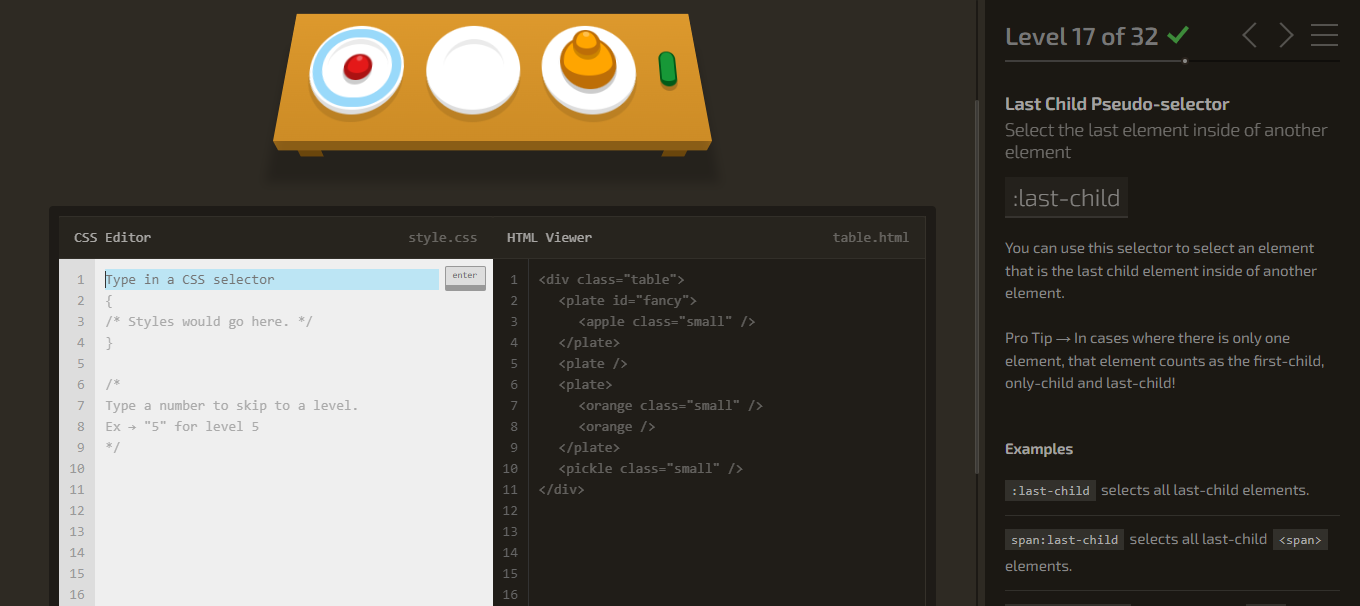 CSS Editor
style.css
1 Type in a CSS selector
enter
2 {
3 /* Styles would go here. */
4 }
5
6 /*
7 Type a number to skip to a level.
8 Ex → "5" for level 5
9 */
10
11
12
13
14
15
16
HTML Viewer
table.html
1 <div class="table">
2 <plate id="fancy">
3 <apple class="small" />
4 </plate>
5 <plate />
6 <plate>
7 <orange class="small" />
8 <orange />
9 </plate>
10 <pickle class="small" />
11 </div>
12
13
14
15
16
Level 17 of 32
Last Child Pseudo-selector
Select the last element inside of another
element
:last-child
You can use this selector to select an element
that is the last child element inside of another
element.
Pro Tip → In cases where there is only one
element, that element counts as the first-child,
only-child and last-child!
Examples
:last-child selects all last-child elements.
span:last-child selects all last-child <span>
elements.